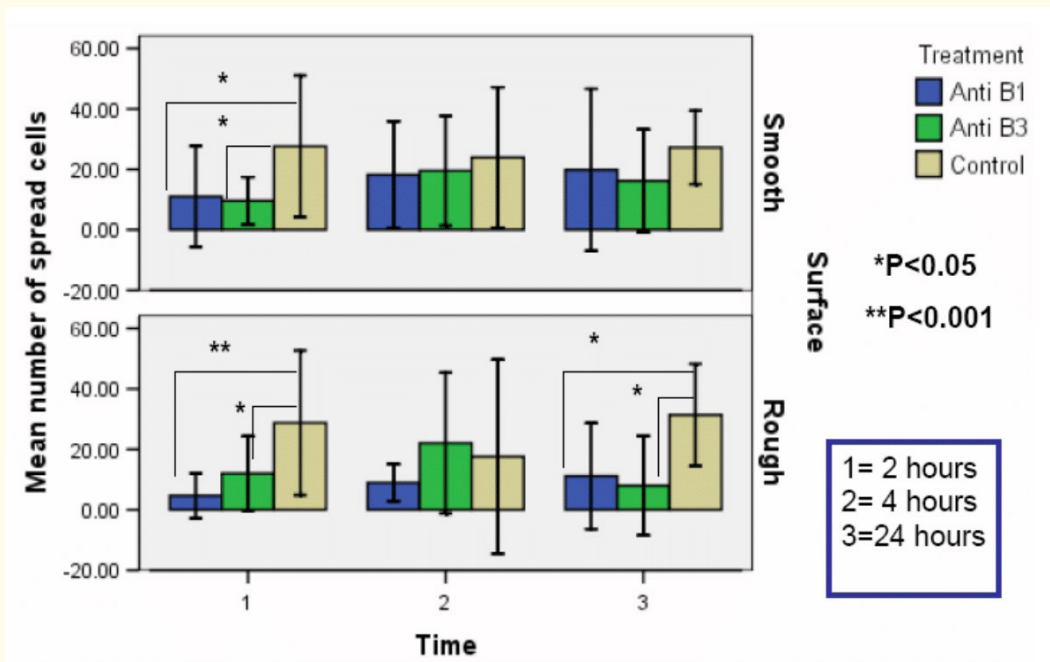 60.00
40.00
20.00
0.00
-20.00
*
*
Smooth
60.00
40.00
20.00
0.00
-20.00
**
*
*
*
Rough
Mean number of spread cells
Surface
1
2
3
Time
Treatment
Anti B1
Anti B3
Control
*P<0.05
**P<0.001
1= 2 hours
2= 4 hours
3=24 hours